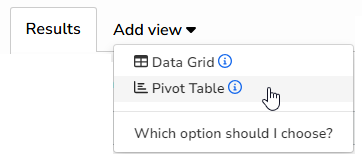 Results Add view
Data Grid
Pivot Table
Which option should I choose?